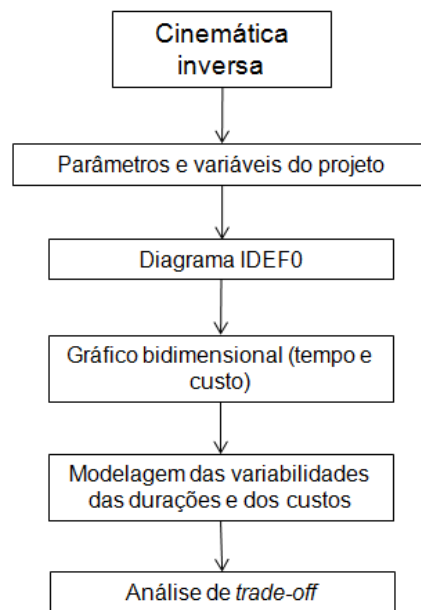 Cinemática
inversa
Parâmetros e variáveis do projeto
Diagrama IDEF0
Gráfico bidimensional (tempo e
custo)
Modelagem das variabilidades
das durações e dos custos
Análise de trade-off